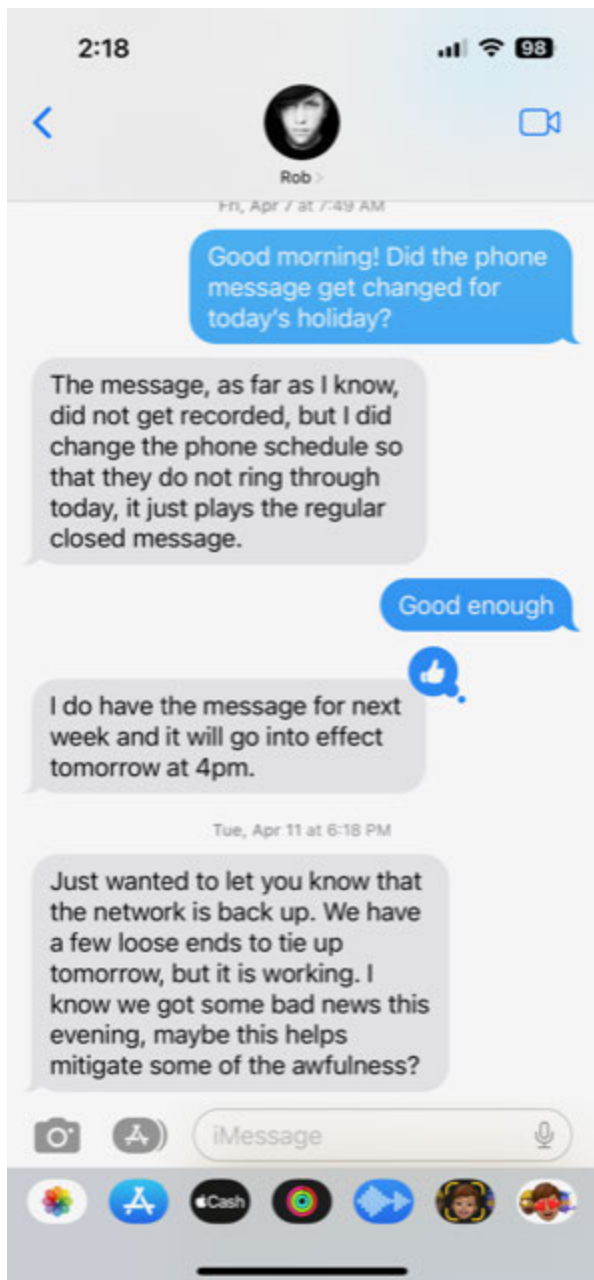 2:18
98
Rob
Fri, Apr 7 at 7:49 AM
Good morning! Did the phone
message get changed for
today's holiday?
The message, as far as I know,
did not get recorded, but I did
change the phone schedule so
that they do not ring through
today, it just plays the regular
closed message.
Good enough
I do have the message for next
week and it will go into effect
tomorrow at 4pm.
Tue, Apr 11 at 6:18 PM
Just wanted to let you know that
the network is back up. We have
a few loose ends to tie up
tomorrow, but it is working. I
know we got some bad news this
evening, maybe this helps
mitigate some of the awfulness?
iMessage
Cash